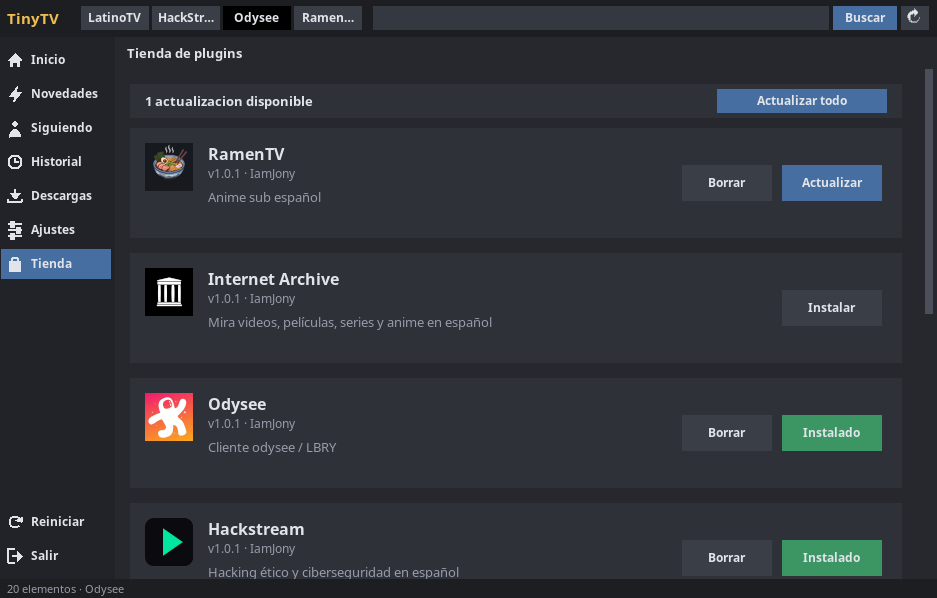 TinyTV
LatinoTV
HackStr...
Odysee
Ramen...
Buscar
Inicio
Novedades
Siguiendo
Historial
Descargas
Ajustes
Tienda
Reiniciar
Salir
Tienda de plugins
1 actualizacion disponible
Actualizar todo
RamenTV
v1.0.1 · IamJony
Anime sub español
Borrar
Actualizar
Internet Archive
v1.0.1 · IamJony
Mira videos, películas, series y anime en español
Instalar
Odysee
v1.0.1 · IamJony
Cliente odysee / LBRY
Borrar
Instalado
Hackstream
v1.0.1 · IamJony
Hacking ético y ciberseguridad en español
Borrar
Instalado
20 elementos · Odysee